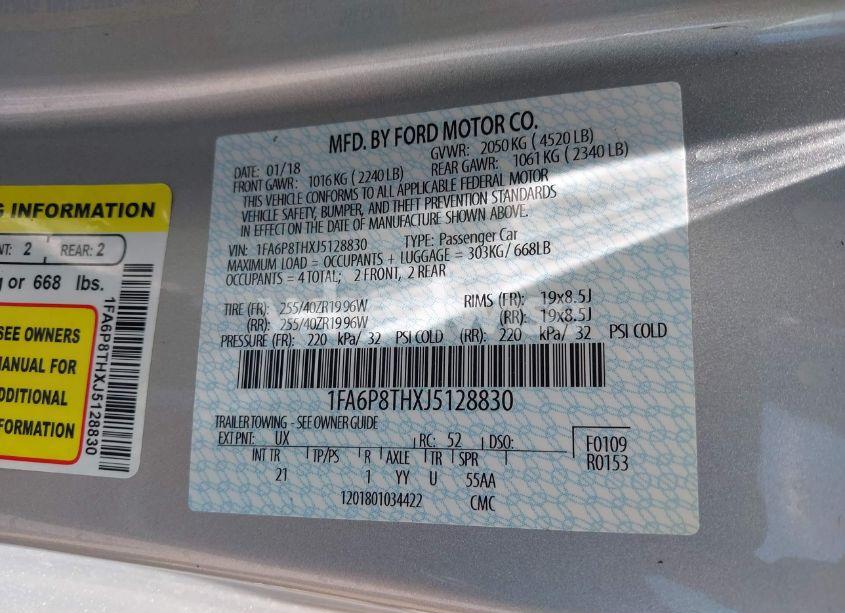 G INFORMATION
NT: 2 REAR: 2
g or 668 lbs.
SEE OWNERS
MANUAL FOR
ADDITIONAL
INFORMATION
1FA6P8THXJ5128830
MFD. BY FORD MOTOR CO.
DATE: 01/18 GVWR: 2050 KG ( 4520 LB)
FRONT GAWR: 1016 KG ( 2240 LB) REAR GAWR: 1061 KG ( 2340 LB)
THIS VEHICLE CONFORMS TO ALL APPLICABLE FEDERAL MOTOR
VEHICLE SAFETY, BUMPER, AND THEFT PREVENTION STANDARDS
IN EFFECT ON THE DATE OF MANUFACTURE SHOWN ABOVE.
VIN: 1FA6P8THXJ5128830 TYPE: Passenger Car
MAXIMUM LOAD = OCCUPANTS + LUGGAGE = 303KG/ 668LB
OCCUPANTS = 4 TOTAL; 2 FRONT, 2 REAR
TIRE (FR): 255/40ZR19 96W RIMS (FR): 19x8.5J
(RR): 255/40ZR19 96W (RR): 19x8.5J
PRESSURE (FR): 220 kPa/ 32 PSI COLD (RR): 220 kPa/ 32 PSI COLD
1FA6P8THXJ5128830
TRAILER TOWING - SEE OWNER GUIDE
EXT PNT: UX RC: 52 DSO: F0109
INT TR TP/PS R AXLE TR SPR R0153
21 1 YY U 55AA
1201801034422 CMC